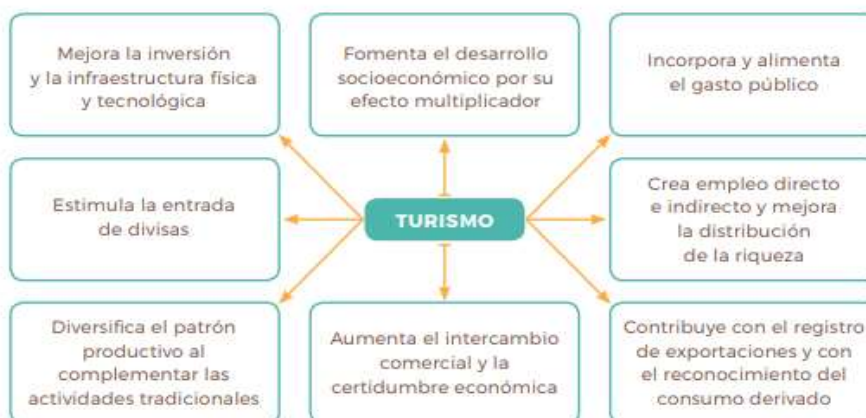 Mejora la inversión
y la infraestructura física
y tecnológica
Fomenta el desarrollo
socioeconómico por su
efecto multiplicador
Incorpora y alimenta
el gasto público
Estimula la entrada
de divisas
TURISMO
Crea empleo directo
e indirecto y mejora
la distribución
de la riqueza
Diversifica el patrón
productivo al
complementar las
actividades tradicionales
Aumenta el intercambio
comercial y la
certidumbre económica
Contribuye con el registro
de exportaciones y con
el reconocimiento del
consumo derivado